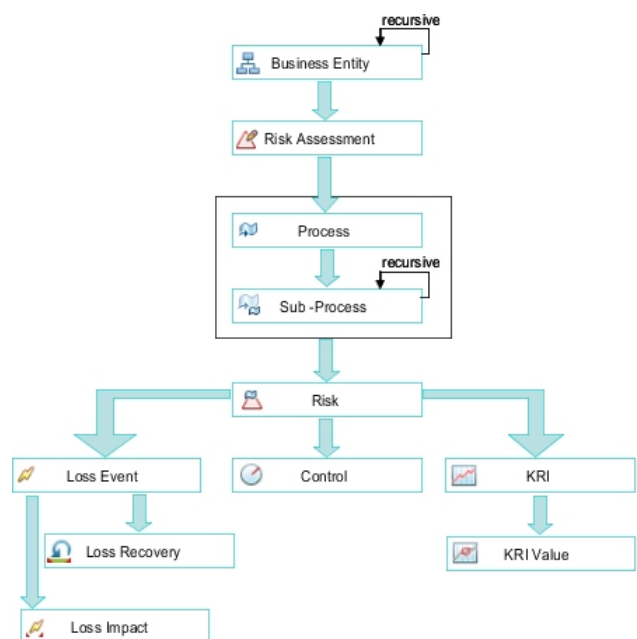 recursive
Business Entity
Risk Assessment
Process
recursive
Sub -Process
Risk
Loss Event
Control
KRI
Loss Recovery
KRI Value
Loss Impact